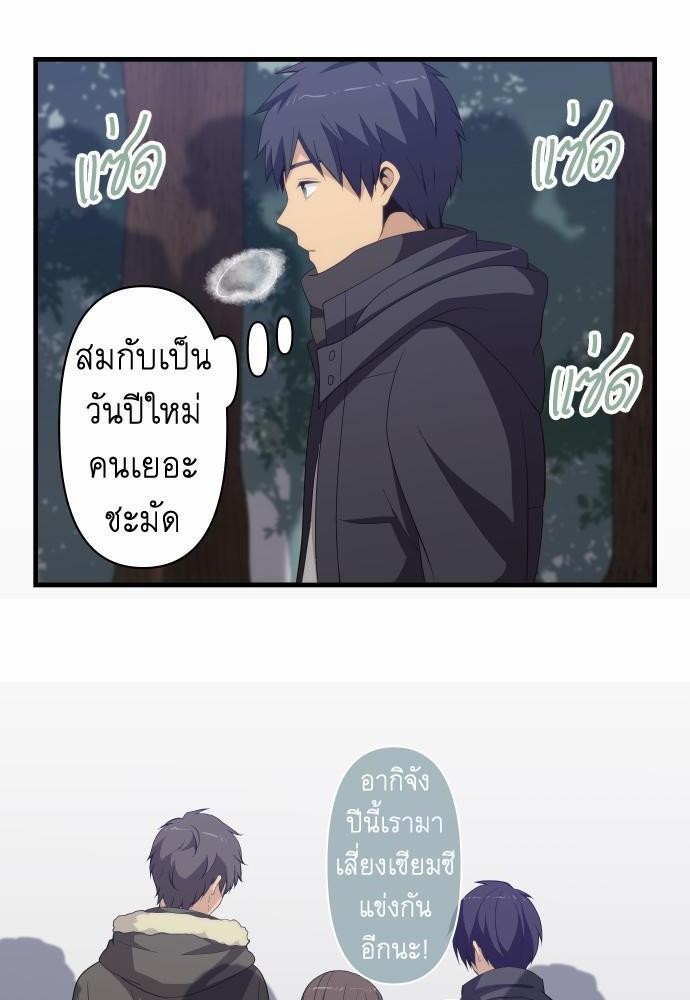 แซ่ด
แซ่ด
สมกับเป็น
วันปีใหม่
คนเยอะ
ชะมัด
แซ่ด
อากิจัง
ปีนี้เรามา
เสี่ยงเซียมซี
แข่งกัน
อีกนะ!